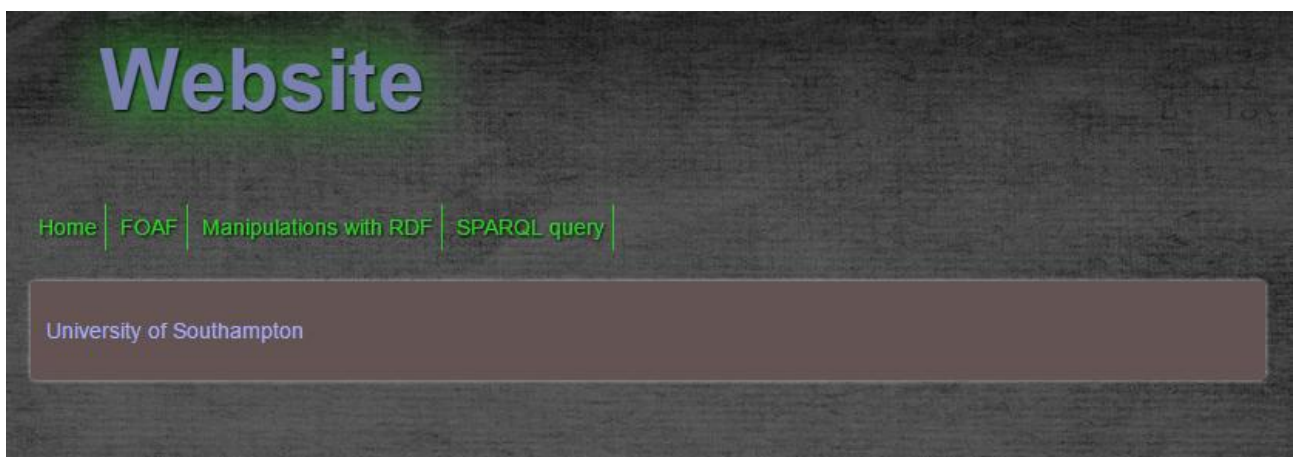 Website
Home FOAF Manipulations with RDF SPARQL query
University of Southampton